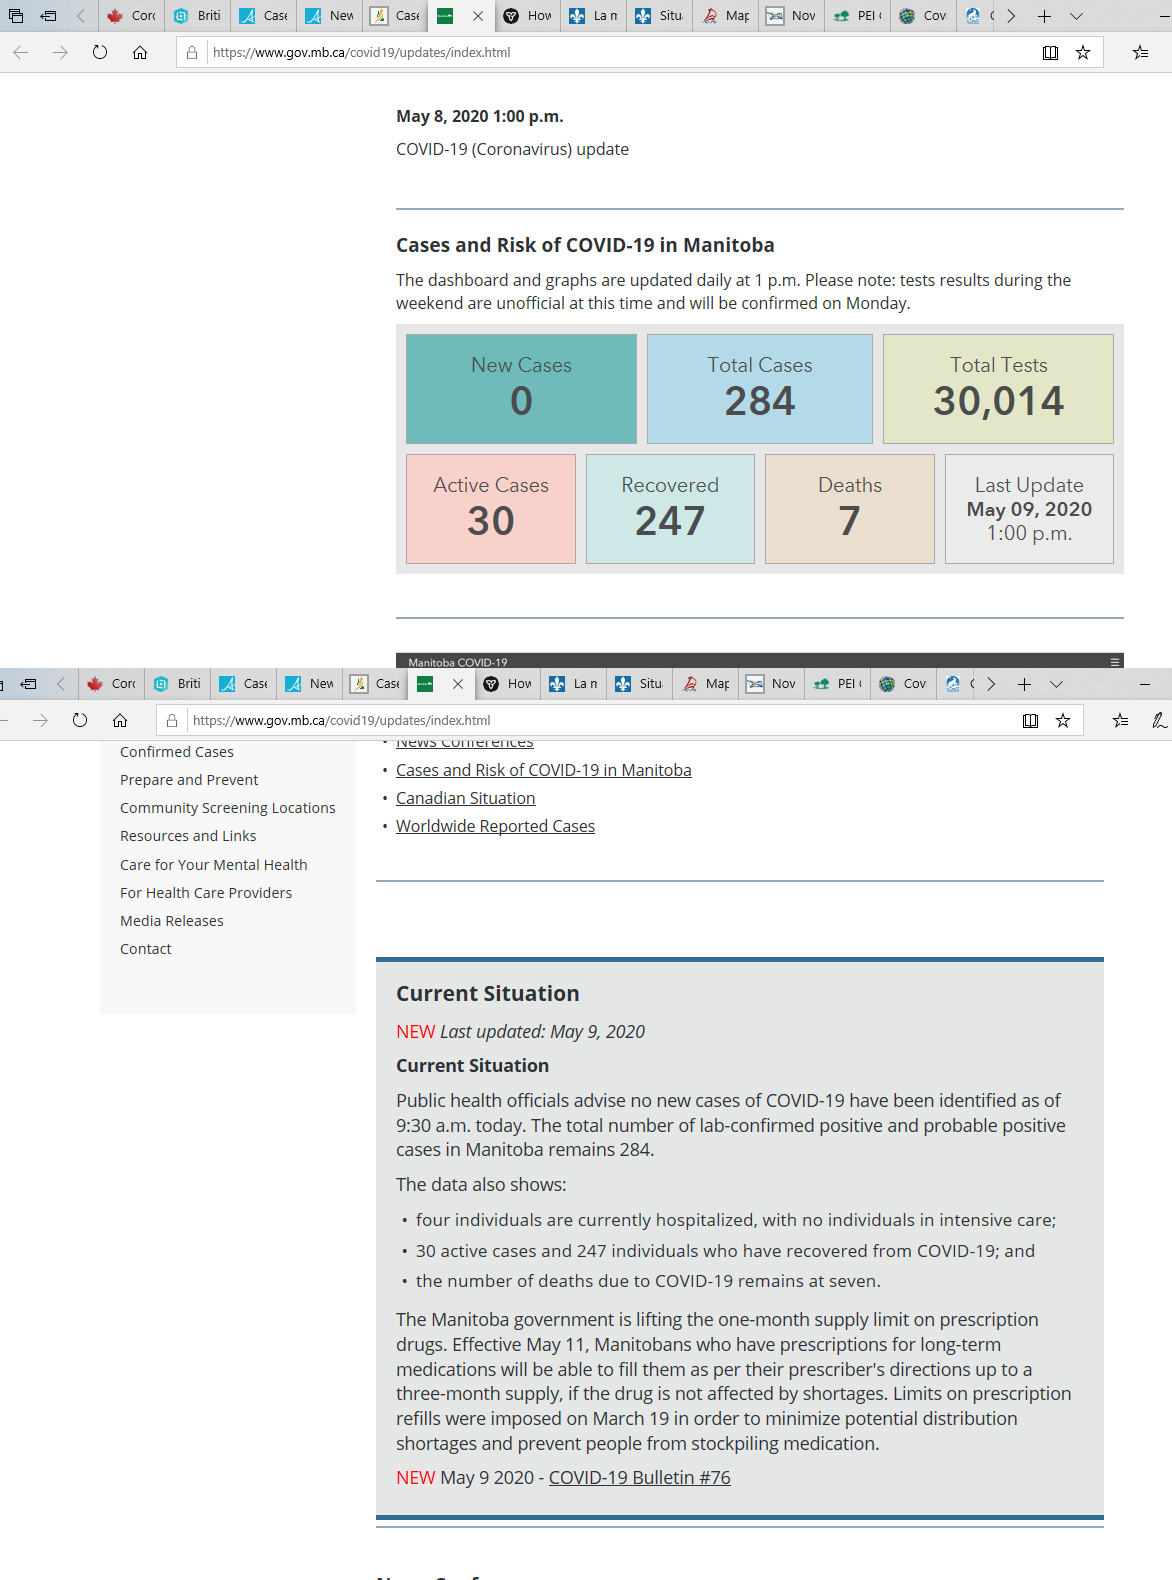 Corc Briti Case New Case How La n Situ Map Nov PEI Cov
https://www.gov.mb.ca/covid19/updates/index.html
May 8, 2020 1:00 p.m.
COVID-19 (Coronavirus) update
Cases and Risk of COVID-19 in Manitoba
The dashboard and graphs are updated daily at 1 p.m. Please note: tests results during the
weekend are unofficial at this time and will be confirmed on Monday.
New Cases
0
Total Cases
284
Total Tests
30,014
Active Cases
30
Recovered
247
Deaths
7
Last Update
May 09, 2020
1:00 p.m.
Manitoba COVID-19
Corc Briti Case New Case How La n Situ Map Nov PEI Cov
https://www.gov.mb.ca/covid19/updates/index.html
Confirmed Cases
Prepare and Prevent
Community Screening Locations
Resources and Links
Care for Your Mental Health
For Health Care Providers
Media Releases
Contact
• News Conferences
• Cases and Risk of COVID-19 in Manitoba
• Canadian Situation
• Worldwide Reported Cases
Current Situation
NEW Last updated: May 9, 2020
Current Situation
Public health officials advise no new cases of COVID-19 have been identified as of
9:30 a.m. today. The total number of lab-confirmed positive and probable positive
cases in Manitoba remains 284.
The data also shows:
• four individuals are currently hospitalized, with no individuals in intensive care;
• 30 active cases and 247 individuals who have recovered from COVID-19; and
• the number of deaths due to COVID-19 remains at seven.
The Manitoba government is lifting the one-month supply limit on prescription
drugs. Effective May 11, Manitobans who have prescriptions for long-term
medications will be able to fill them as per their prescriber's directions up to a
three-month supply, if the drug is not affected by shortages. Limits on prescription
refills were imposed on March 19 in order to minimize potential distribution
shortages and prevent people from stockpiling medication.
NEW May 9 2020 - COVID-19 Bulletin #76